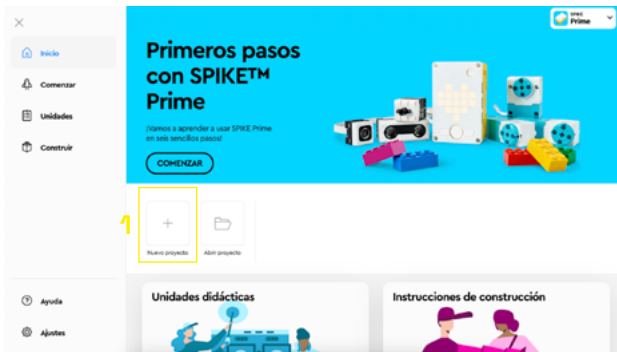 SPIKE
Prime
Inicio
Comenzar
Unidades
Construir
Ayuda
Ajustes
Primeros pasos
con SPIKE™
Prime
¡Vamos a aprender a usar SPIKE Prime
en seis sencillos pasos!
COMENZAR
1
Nuevo proyecto
Abrir proyecto
Unidades didácticas
Instrucciones de construcción